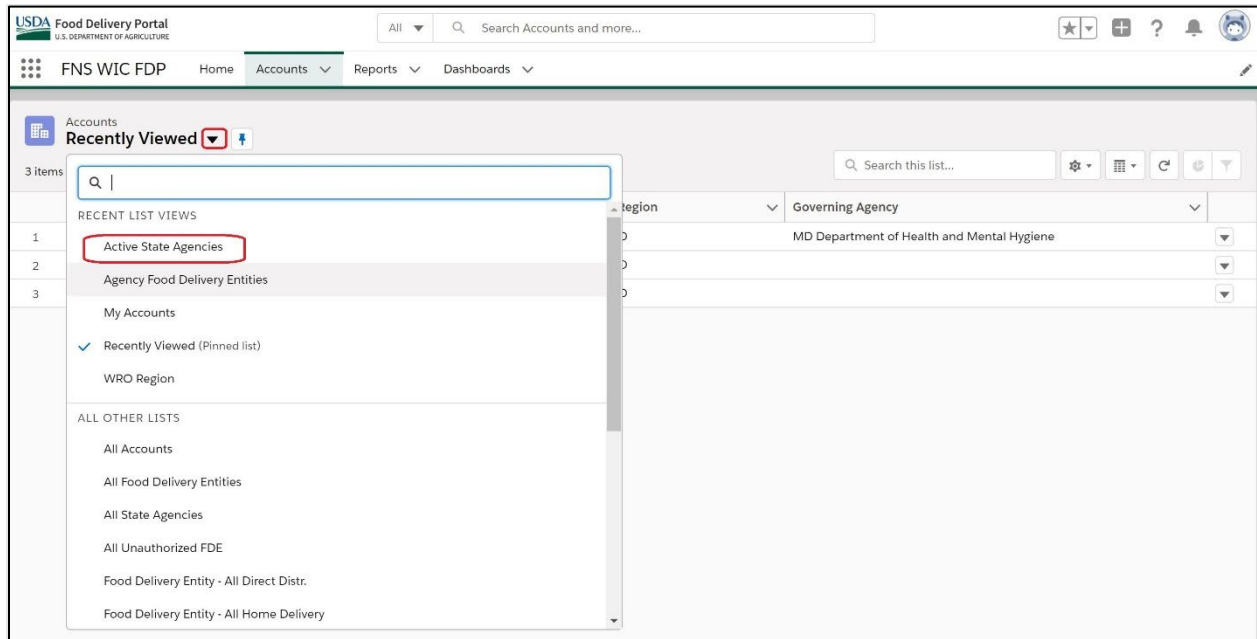 USDA Food Delivery Portal
U.S. DEPARTMENT OF AGRICULTURE
All
Search Accounts and more...
FNS WIC FDP
Home
Accounts
Reports
Dashboards
Accounts
Recently Viewed
3 items
Search this list...
RECENT LIST VIEWS
Active State Agencies
Agency Food Delivery Entities
My Accounts
Recently Viewed (Pinned list)
WRO Region
ALL OTHER LISTS
All Accounts
All Food Delivery Entities
All State Agencies
All Unauthorized FDE
Food Delivery Entity - All Direct Distr.
Food Delivery Entity - All Home Delivery
Region
Governing Agency
1
MD Department of Health and Mental Hygiene
2
3